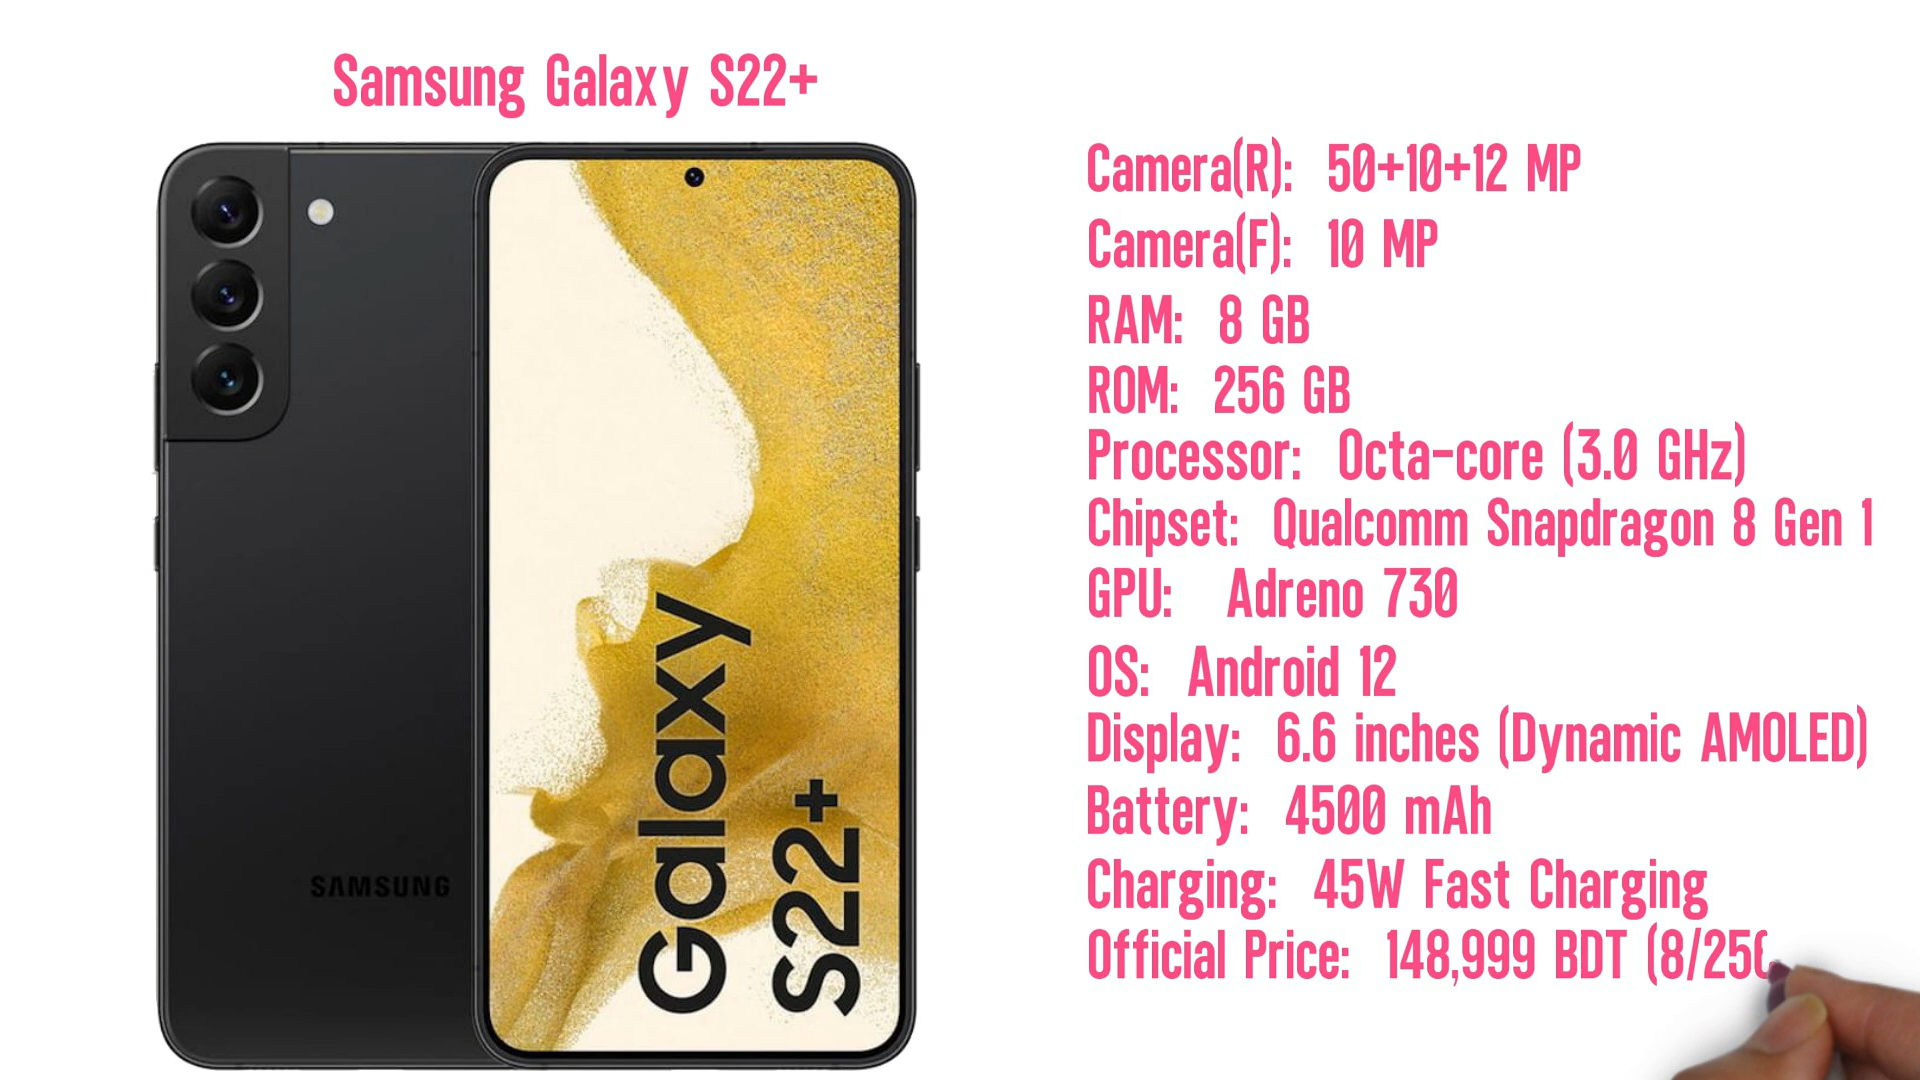 Samsung Galaxy S22+
Camera(R): 50+10+12 MP
Camera(F): 10 MP
RAM: 8 GB
ROM: 256 GB
Processor: Octa-core (3.0 GHz)
Chipset: Qualcomm Snapdragon 8 Gen 1
GPU: Adreno 730
OS: Android 12
Display: 6.6 inches (Dynamic AMOLED)
Battery: 4500 mAh
Charging: 45W Fast Charging
Official Price: 148,999 BDT
SAMSUNG
Galaxy
S22+